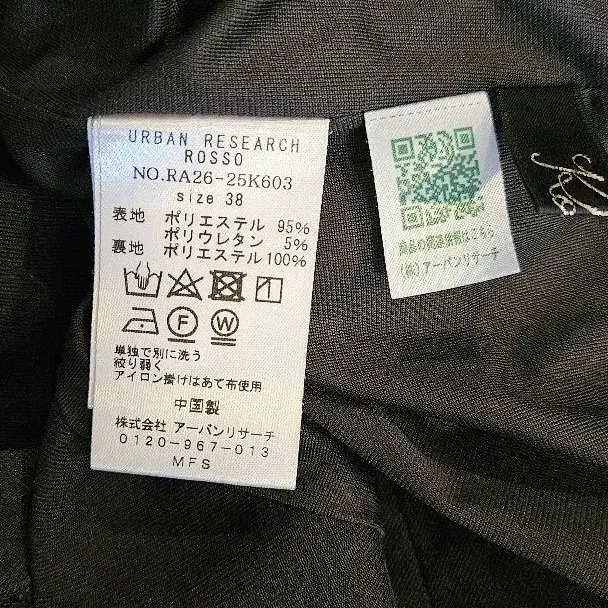 URBAN RESEARCH
ROSSO
NO.RA26-25K603
size 38
表地 ポリエステル 95%
ポリウレタン 5%
裏地 ポリエステル 100%
F W
単独で別に洗う
絞り弱く
アイロン掛けはあて布使用
中国製
株式会社 アーバンリサーチ
0120-967-013
MFS
商品の関連情報はこちら
(株)アーバンリサーチ